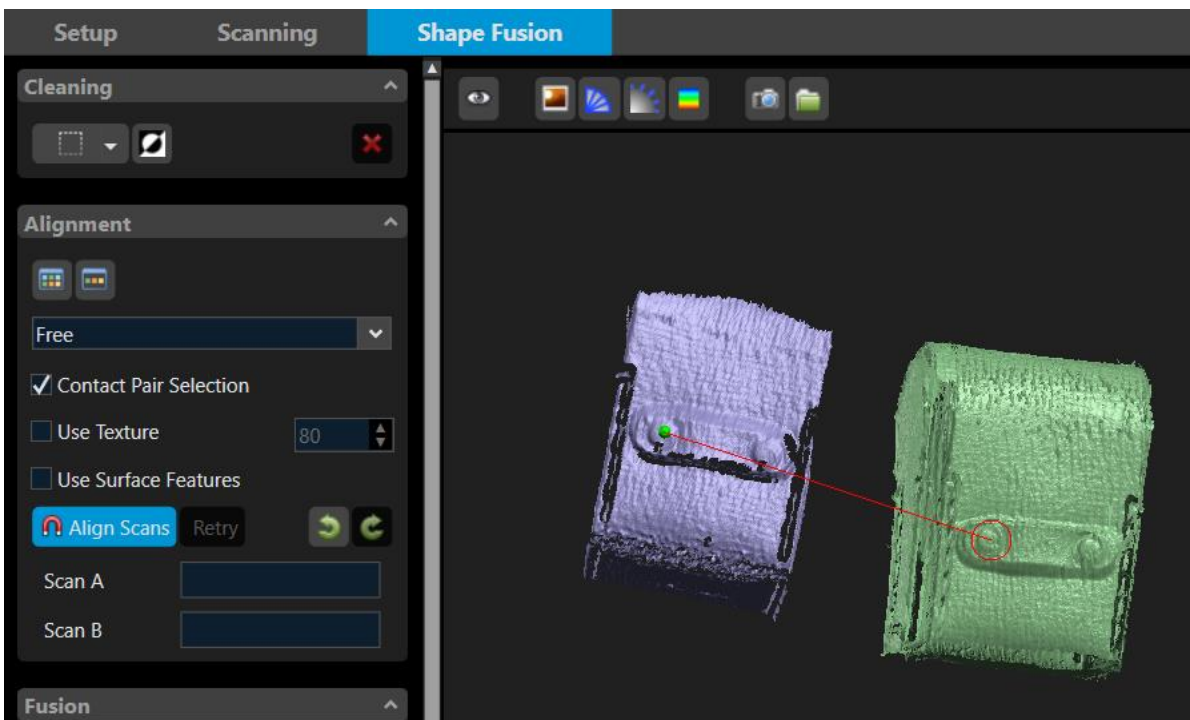 Setup Scanning Shape Fusion
Cleaning
Alignment
Free
Contact Pair Selection
Use Texture 80
Use Surface Features
Align Scans Retry
Scan A
Scan B
Fusion